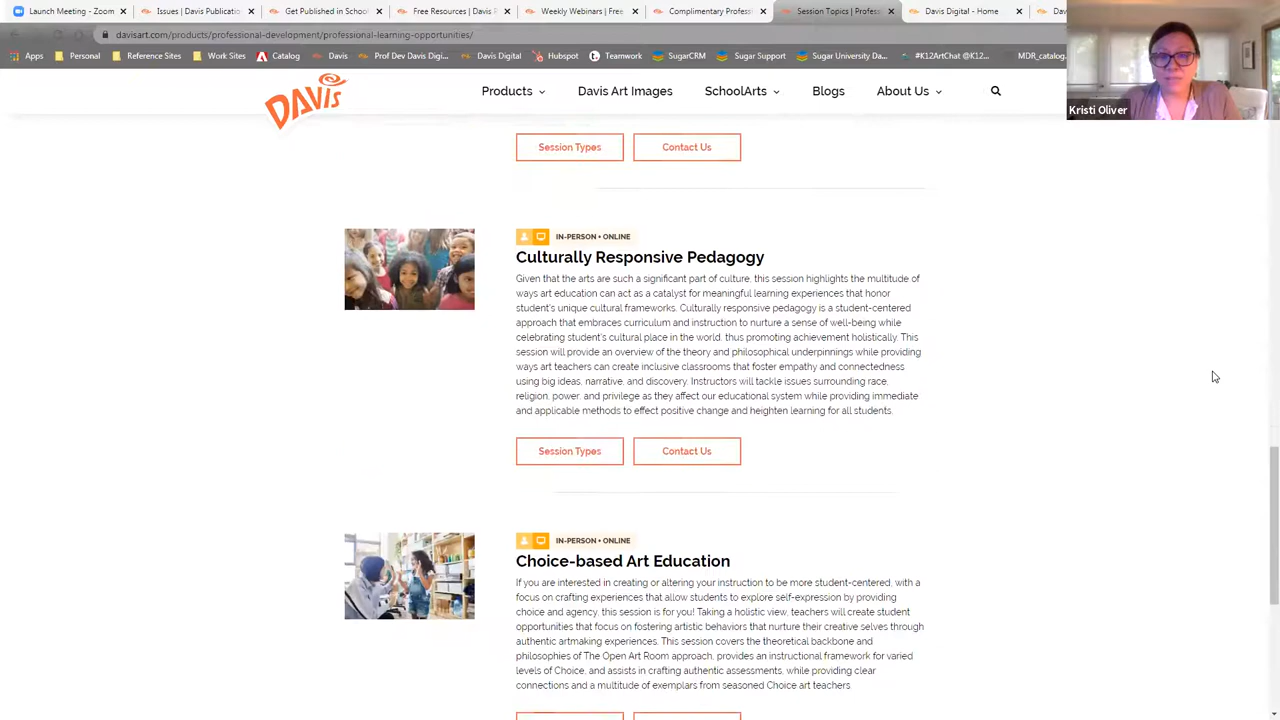 Launch Meeting - Zoom
Issues | Davis Publicatio
Get Published in School
Free Resources | Davis
Weekly Webinars | Free
Complimentary Profess
Session Topics | Profes
Davis Digital - Home
Dav
davisart.com/products/professional-development/professional-learning-opportunities/
Apps Personal Reference Sites Work Sites Catalog Davis Prof Dev Davis Digi... Davis Digital Hubspot Teamwork SugarCRM Sugar Support Sugar University Da... #K12ArtChat @K12... MDR_catalog
Kristi Oliver
DAVIS
Products Davis Art Images SchoolArts Blogs About Us
Session Types Contact Us
IN-PERSON • ONLINE
Culturally Responsive Pedagogy
Given that the arts are such a significant part of culture, this session highlights the multitude of
ways art education can act as a catalyst for meaningful learning experiences that honor
student's unique cultural frameworks. Culturally responsive pedagogy is a student-centered
approach that embraces curriculum and instruction to nurture a sense of well-being while
celebrating student's cultural place in the world, thus promoting achievement holistically. This
session will provide an overview of the theory and philosophical underpinnings while providing
ways art teachers can create inclusive classrooms that foster empathy and connectedness
using big ideas, narrative, and discovery. Instructors will tackle issues surrounding race,
religion, power, and privilege as they affect our educational system while providing immediate
and applicable methods to effect positive change and heighten learning for all students.
Session Types Contact Us
IN-PERSON • ONLINE
Choice-based Art Education
If you are interested in creating or altering your instruction to be more student-centered, with a
focus on crafting experiences that allow students to explore self-expression by providing
choice and agency, this session is for you! Taking a holistic view, teachers will create student
opportunities that focus on fostering artistic behaviors that nurture their creative selves through
authentic artmaking experiences. This session covers the theoretical backbone and
philosophies of The Open Art Room approach, provides an instructional framework for varied
levels of Choice, and assists in crafting authentic assessments, while providing clear
connections and a multitude of exemplars from seasoned Choice art teachers.